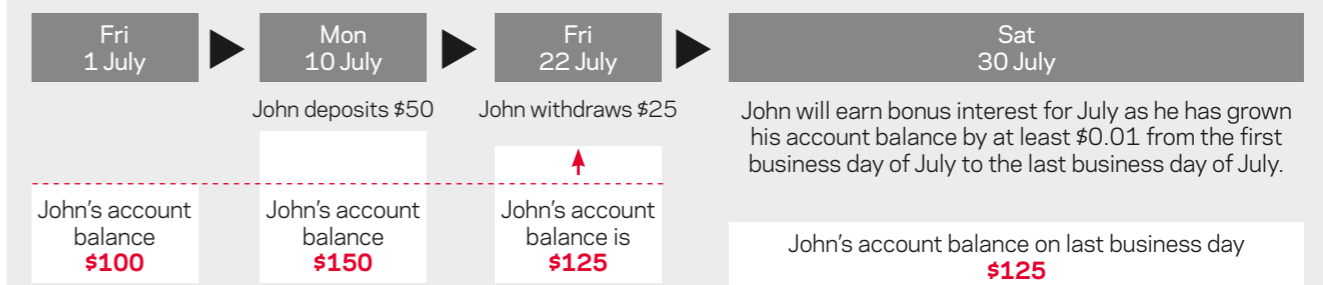 Fri
1 July
Mon
10 July
Fri
22 July
Sat
30 July
John deposits $50
John withdraws $25
John will earn bonus interest for July as he has grown
his account balance by at least $0.01 from the first
business day of July to the last business day of July.
John's account
balance
$100
John's account
balance
$150
John's account
balance is
$125
John's account balance on last business day
$125